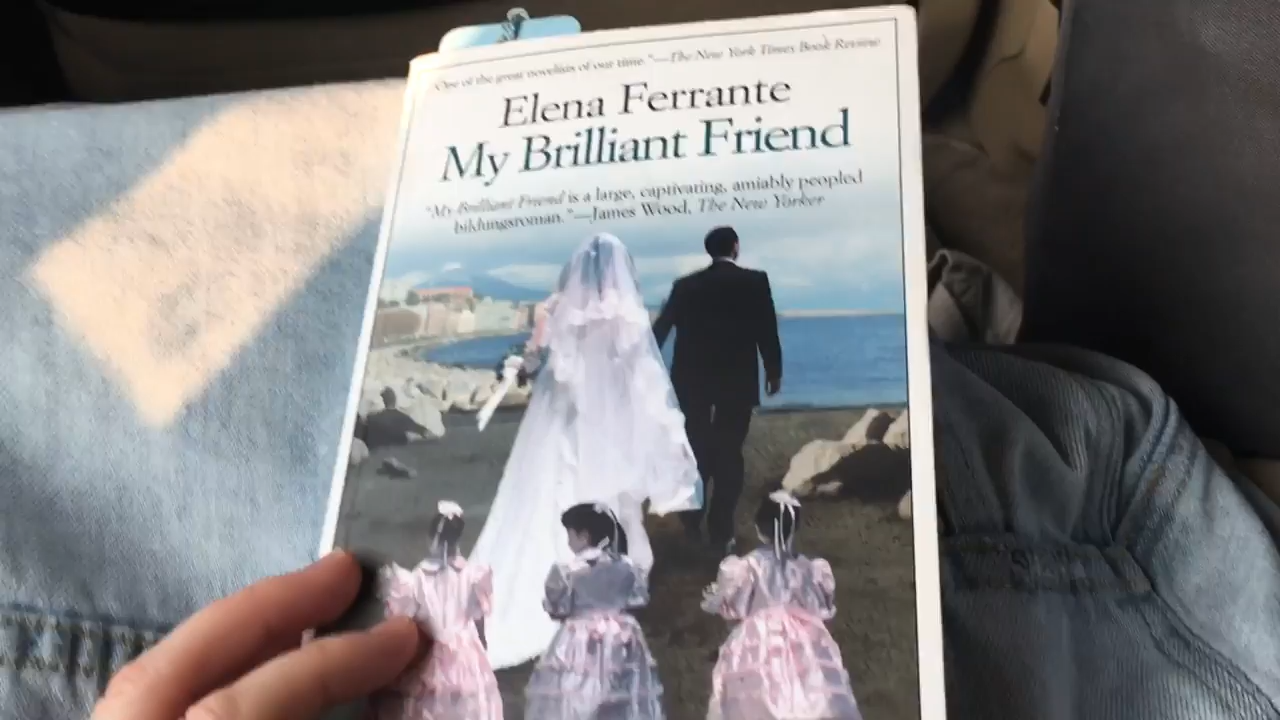 "One of the great novelists of our time."—The New York Times Book Review
Elena Ferrante
My Brilliant Friend
"My Brilliant Friend is a large, captivating, amiably peopled
bildungsroman."—James Wood, The New Yorker